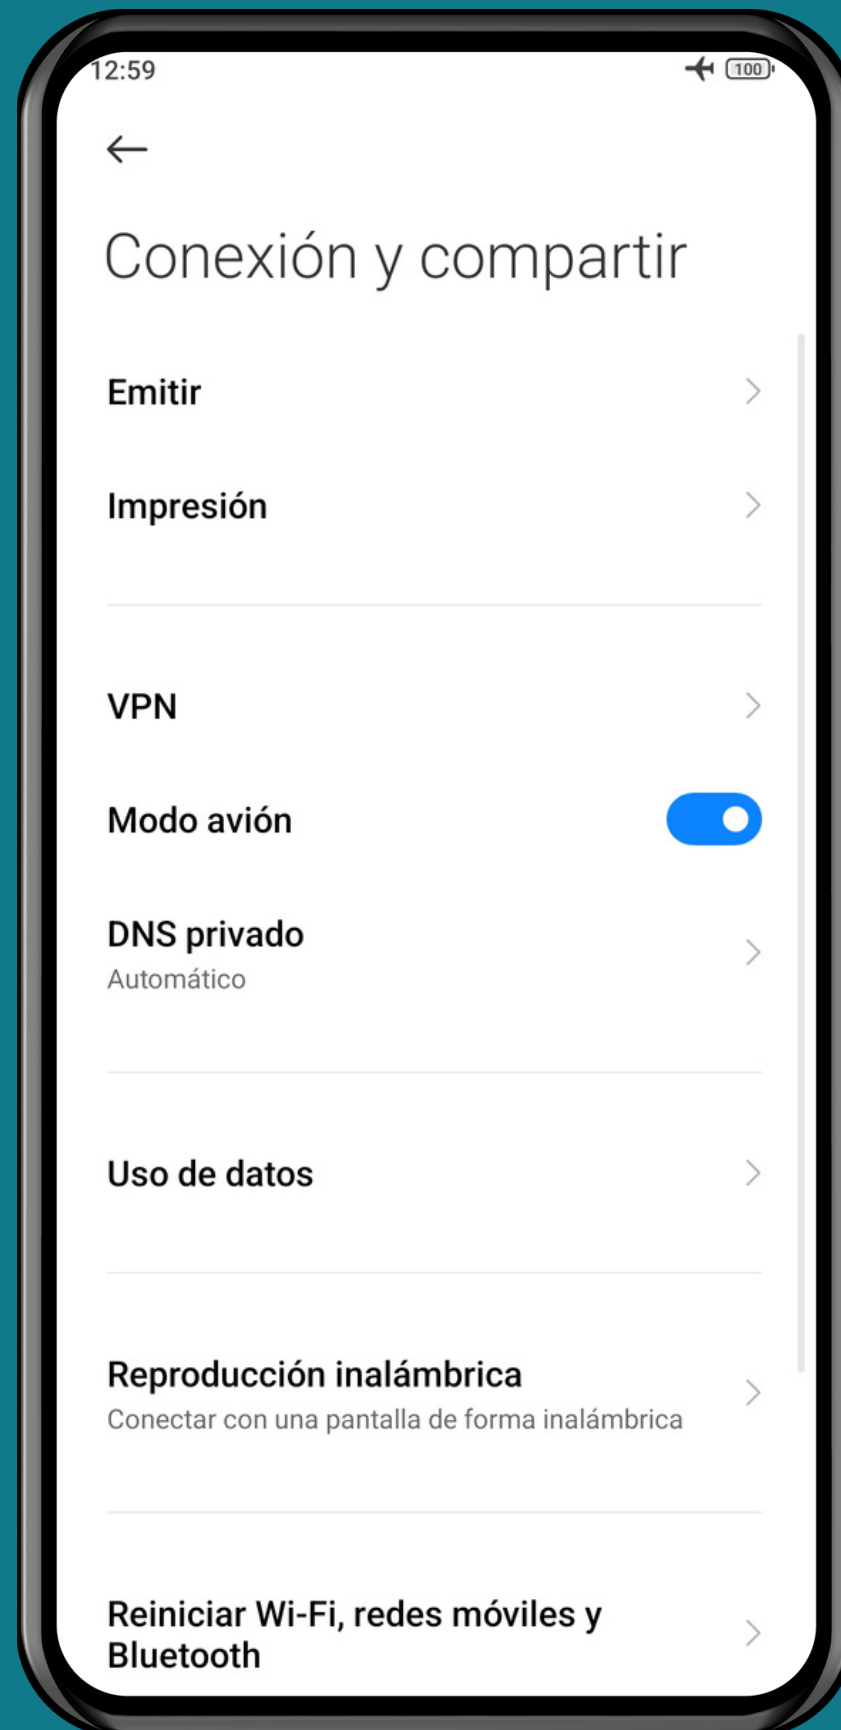 12:59
100
Conexión y compartir
Emitir
Impresión
VPN
Modo avión
DNS privado
Automático
Uso de datos
Reproducción inalámbrica
Conectar con una pantalla de forma inalámbrica
Reiniciar Wi-Fi, redes móviles y
Bluetooth